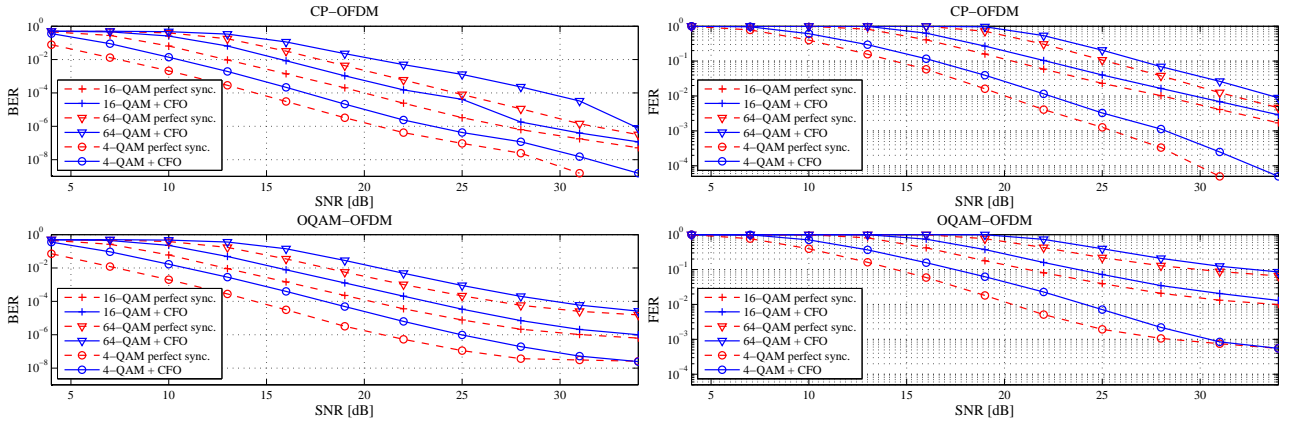 CP−OFDM
10^0
10^−2
10^−4
10^−6
10^−8
BER
16−QAM perfect sync.
16−QAM + CFO
64−QAM perfect sync.
64−QAM + CFO
4−QAM perfect sync.
4−QAM + CFO
5 10 15 20 25 30
SNR [dB]
CP−OFDM
10^0
10^−1
10^−2
10^−3
10^−4
FER
16−QAM perfect sync.
16−QAM + CFO
64−QAM perfect sync.
64−QAM + CFO
4−QAM perfect sync.
4−QAM + CFO
5 10 15 20 25 30
SNR [dB]
OQAM−OFDM
10^0
10^−2
10^−4
10^−6
10^−8
BER
16−QAM perfect sync.
16−QAM + CFO
64−QAM perfect sync.
64−QAM + CFO
4−QAM perfect sync.
4−QAM + CFO
5 10 15 20 25 30
SNR [dB]
OQAM−OFDM
10^0
10^−1
10^−2
10^−3
10^−4
FER
16−QAM perfect sync.
16−QAM + CFO
64−QAM perfect sync.
64−QAM + CFO
4−QAM perfect sync.
4−QAM + CFO
5 10 15 20 25 30
SNR [dB]